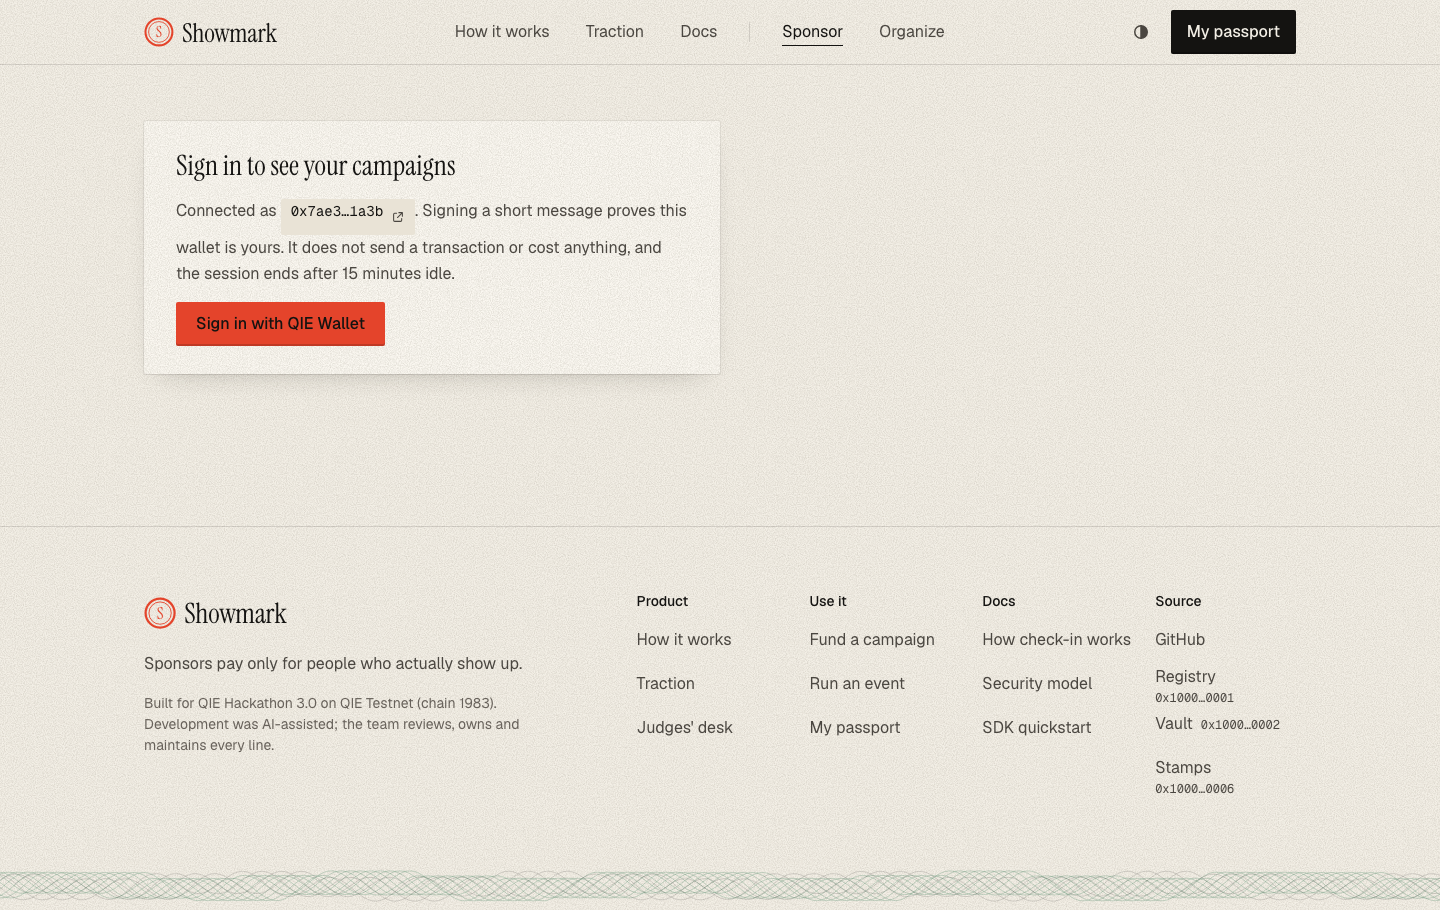 S Showmark
How it works
Traction
Docs
Sponsor
Organize
My passport
Sign in to see your campaigns
Connected as 0x7ae3…1a3b . Signing a short message proves this
wallet is yours. It does not send a transaction or cost anything, and
the session ends after 15 minutes idle.
Sign in with QIE Wallet
S Showmark
Sponsors pay only for people who actually show up.
Built for QIE Hackathon 3.0 on QIE Testnet (chain 1983).
Development was AI-assisted; the team reviews, owns and
maintains every line.
Product
How it works
Traction
Judges' desk
Use it
Fund a campaign
Run an event
My passport
Docs
How check-in works
Security model
SDK quickstart
Source
GitHub
Registry
0x1000…0001
Vault 0x1000…0002
Stamps
0x1000…0006